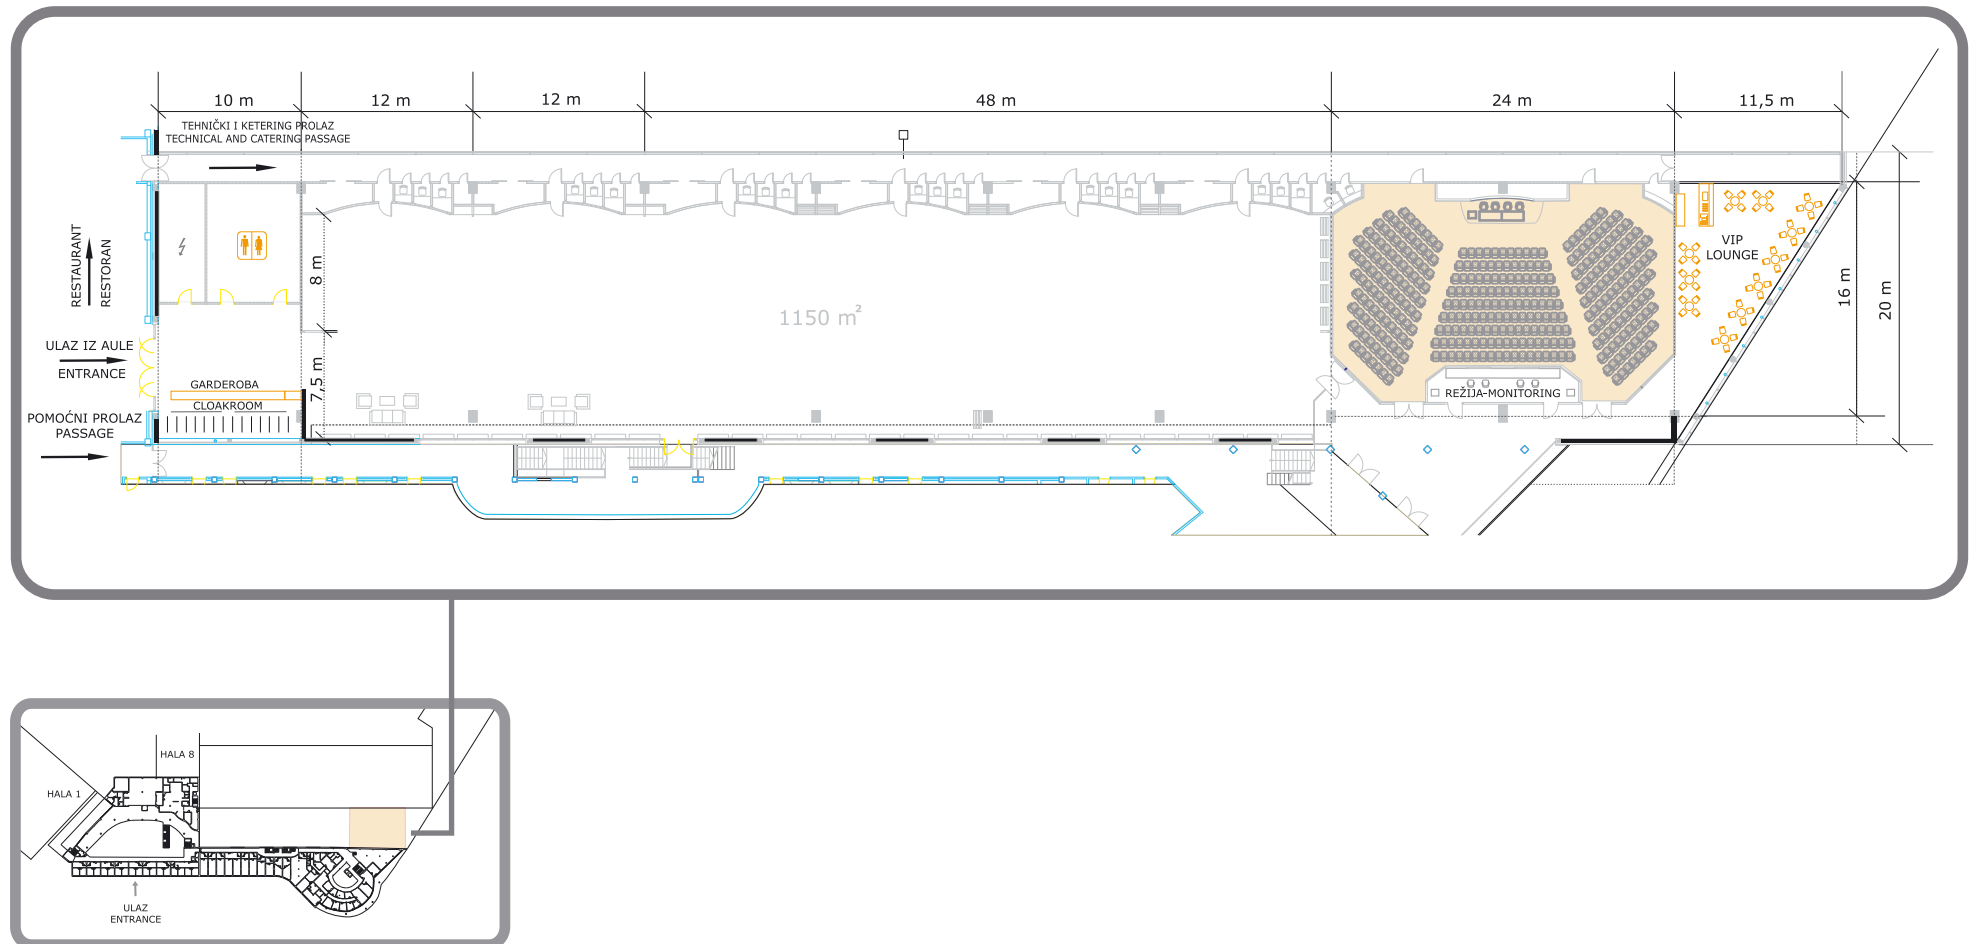 10 m
12 m
12 m
48 m
24 m
11,5 m
TEHNIČKI I KETERING PROLAZ
TECHNICAL AND CATERING PASSAGE
RESTAURANT
RESTORAN
8 m
1150 m²
VIP
LOUNGE
16 m
20 m
ULAZ IZ AULE
ENTRANCE
7,5 m
GARDEROBA
CLOAKROOM
REŽIJA-MONITORING
POMOĆNI PROLAZ
PASSAGE
HALA 8
HALA 1
ULAZ
ENTRANCE